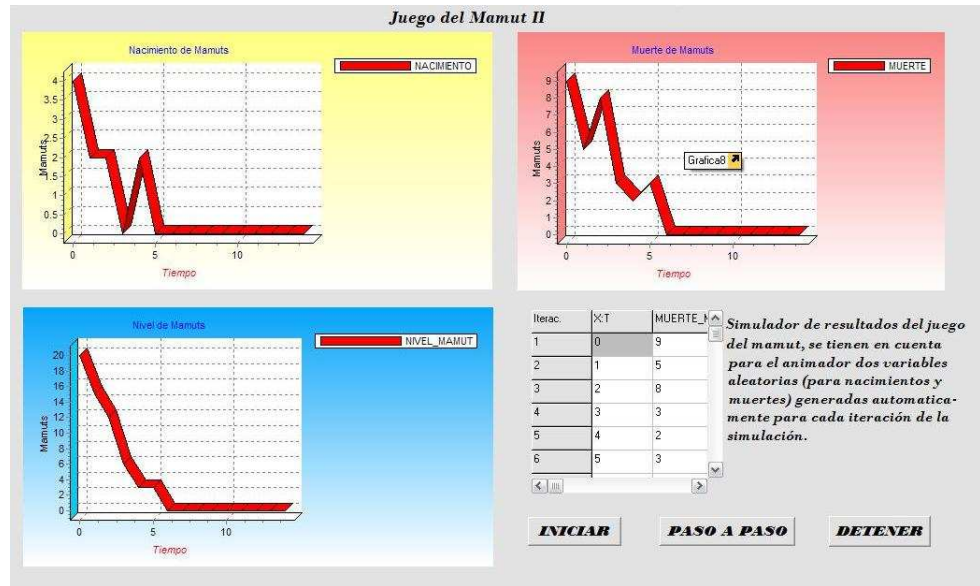 Juego del Mamut II
Nacimiento de Mamuts
NACIMIENTO
4
3.5
3
2.5
2
1.5
1
0.5
0
Mamuts
0 5 10
Tiempo
Muerte de Mamuts
MUERTE
9
8
7
6
5
4
3
2
1
0
Mamuts
Grafica8
0 5 10
Tiempo
Nivel de Mamuts
NIVEL_MAMUT
20
18
16
14
12
10
8
6
4
2
0
Mamuts
0 5 10
Tiempo
Iterac. X:T MUERTE_
1 0 9
2 1 5
3 2 8
4 3 3
5 4 2
6 5 3
Simulador de resultados del juego
del mamut, se tienen en cuenta
para el animador dos variables
aleatorias (para nacimientos y
muertes) generadas automatica-
mente para cada iteración de la
simulación.
INICIAR PASO A PASO DETENER